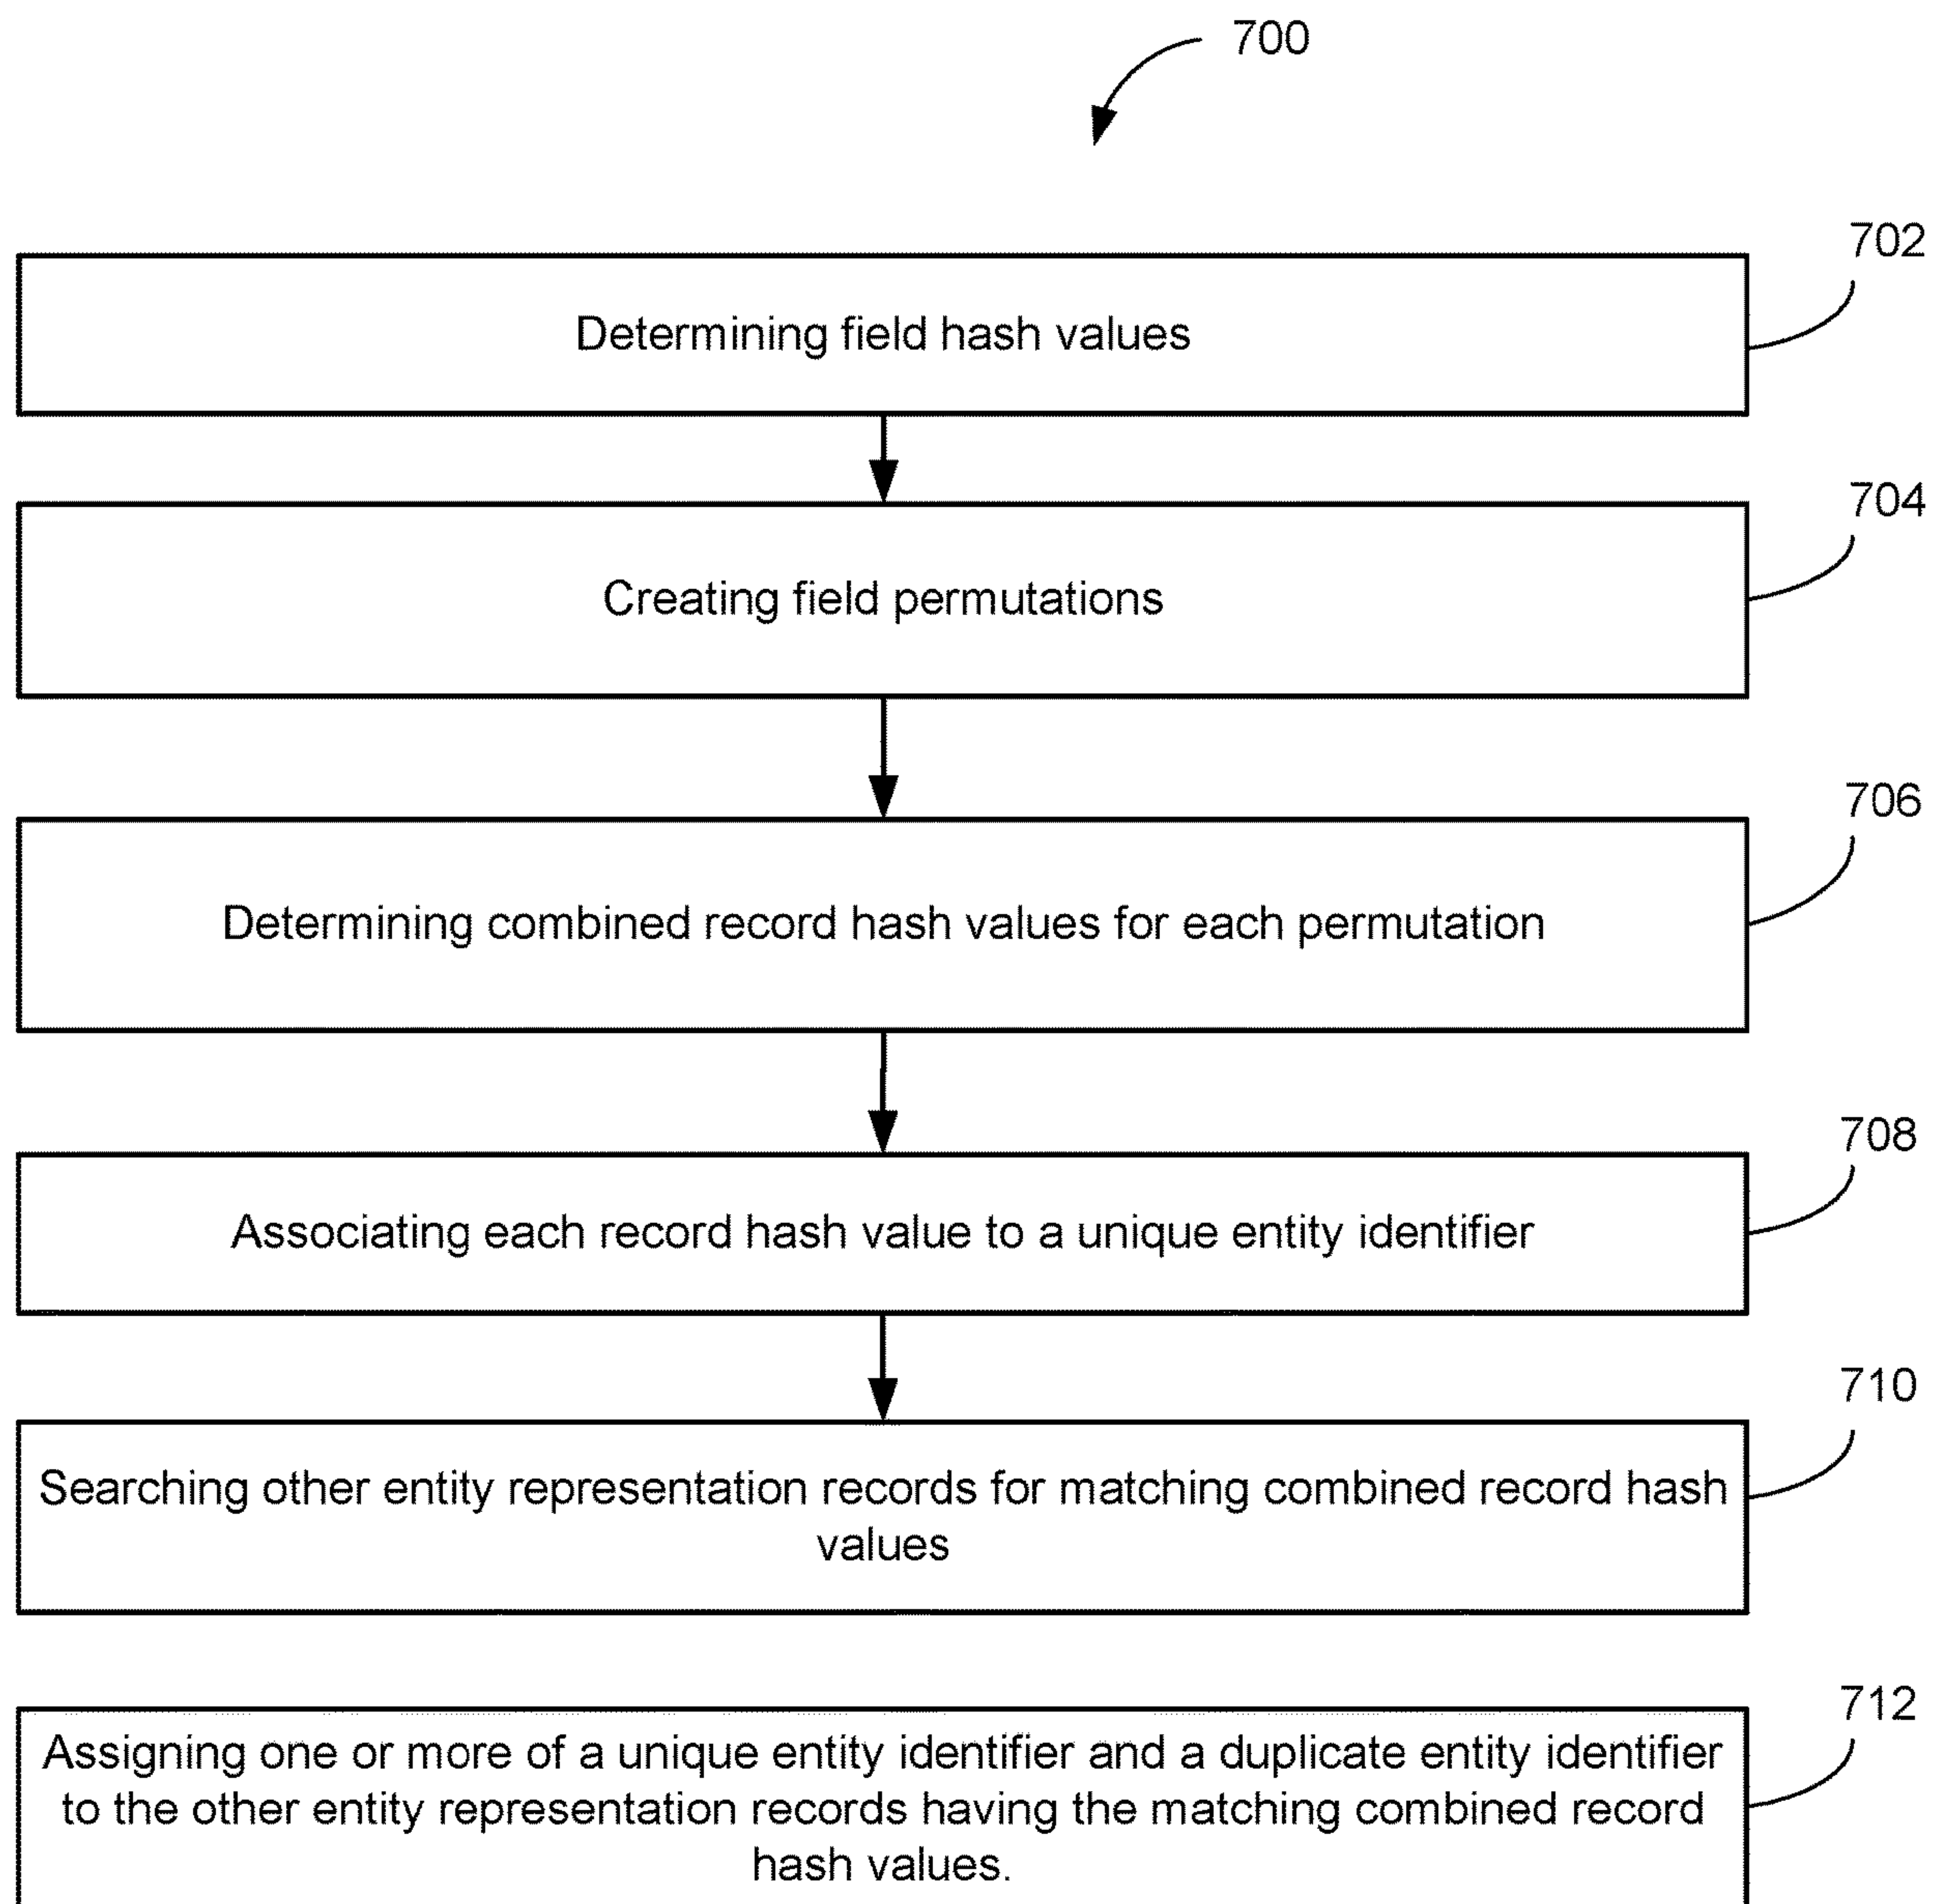 700
702
Determining field hash values
704
Creating field permutations
706
Determining combined record hash values for each permutation
708
Associating each record hash value to a unique entity identifier
710
Searching other entity representation records for matching combined record hash
values
712
Assigning one or more of a unique entity identifier and a duplicate entity identifier
to the other entity representation records having the matching combined record
hash values.